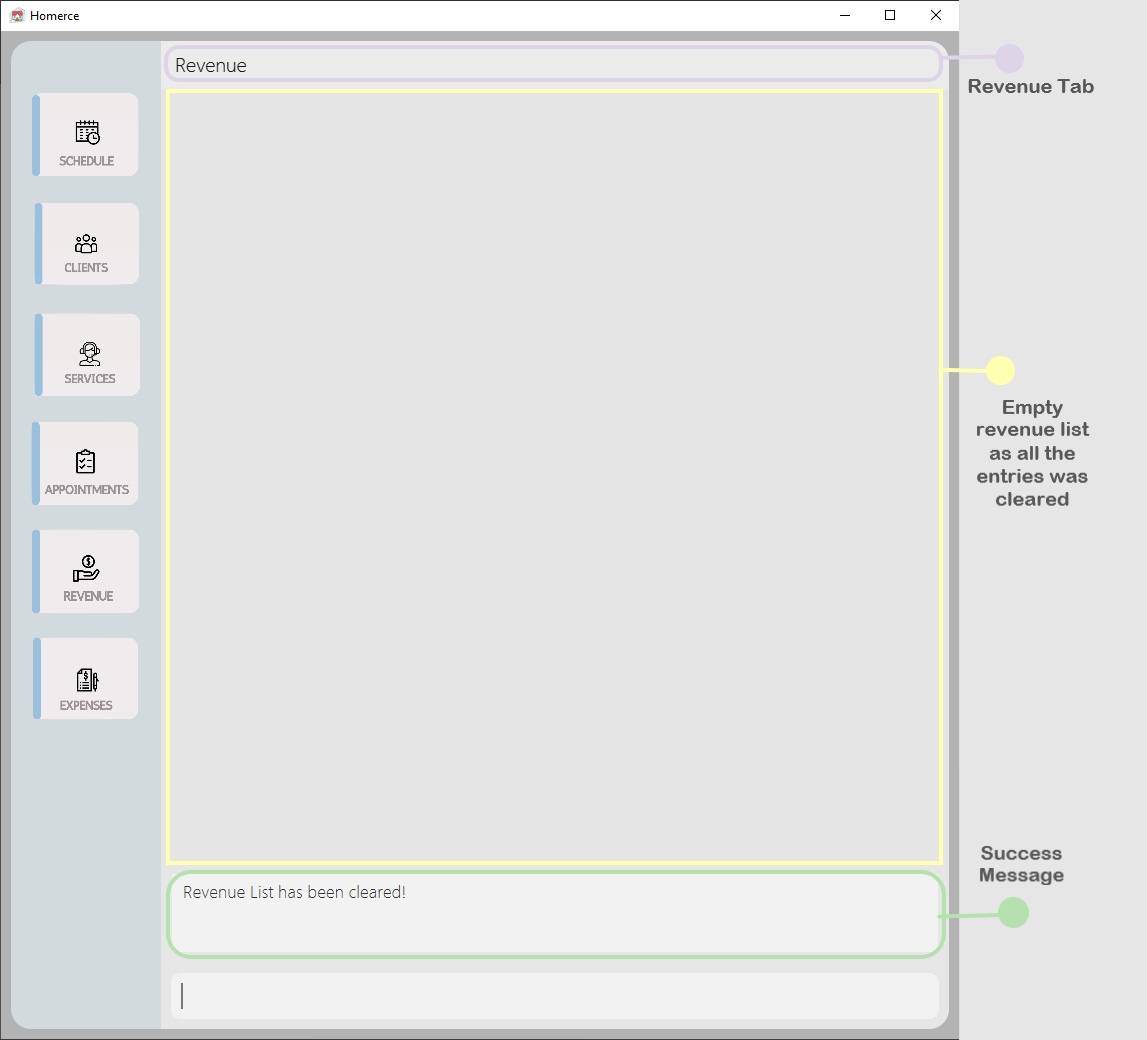 Homerce
Revenue
Revenue Tab
SCHEDULE
CLIENTS
SERVICES
APPOINTMENTS
REVENUE
EXPENSES
Empty
revenue list
as all the
entries was
cleared
Success
Message
Revenue List has been cleared!